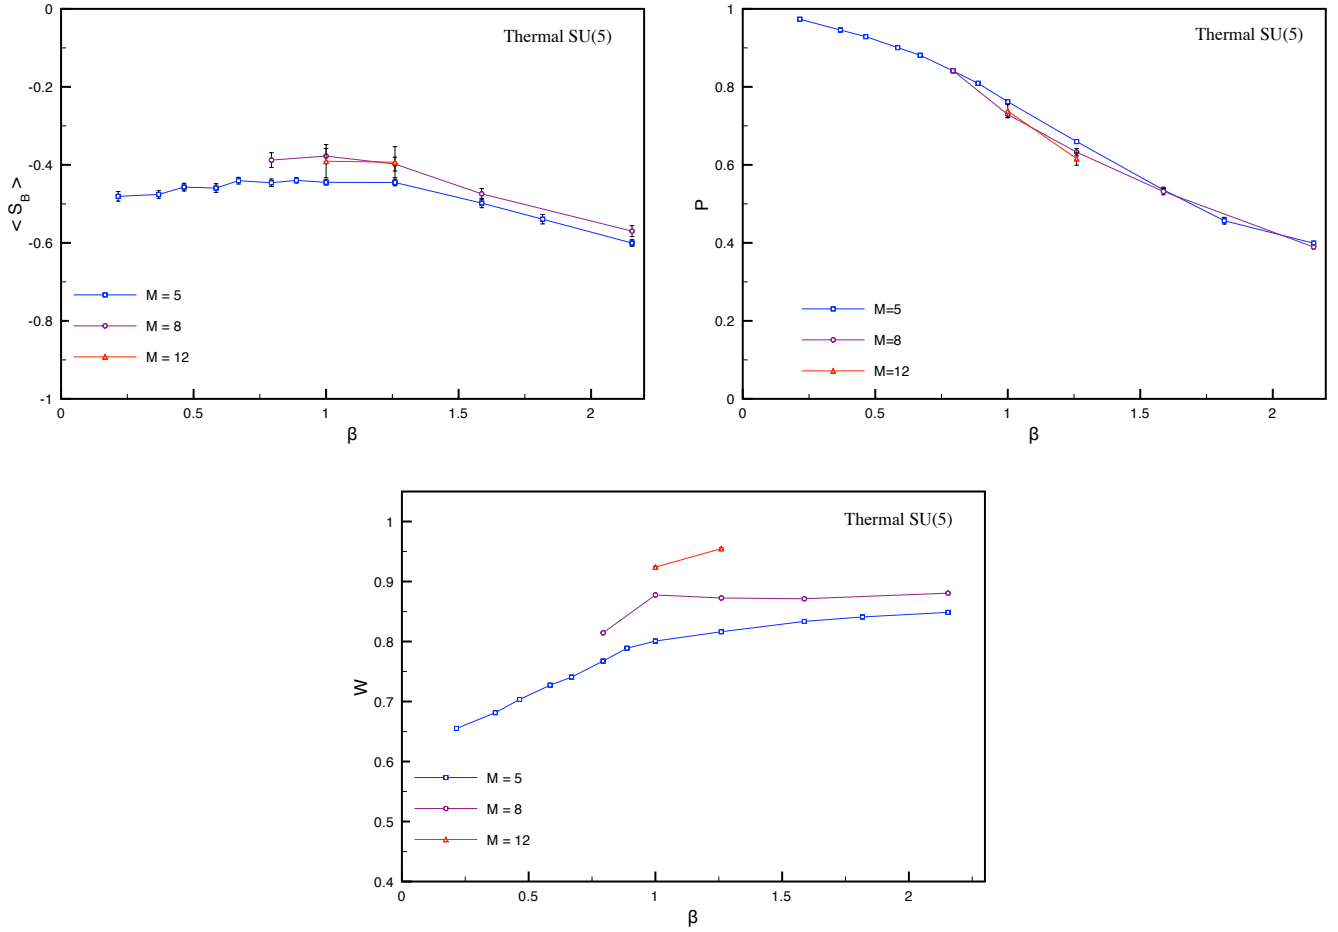 0
-0.2
-0.4
-0.6
-0.8
-1
< S_B >
Thermal SU(5)
M = 5
M = 8
M = 12
0
0.5
1
1.5
2
β
1
0.8
0.6
0.4
0.2
0
P
Thermal SU(5)
M=5
M=8
M=12
0
0.5
1
1.5
2
β
1
0.9
0.8
0.7
0.6
0.5
0.4
W
Thermal SU(5)
M = 5
M = 8
M = 12
0
0.5
1
1.5
2
β